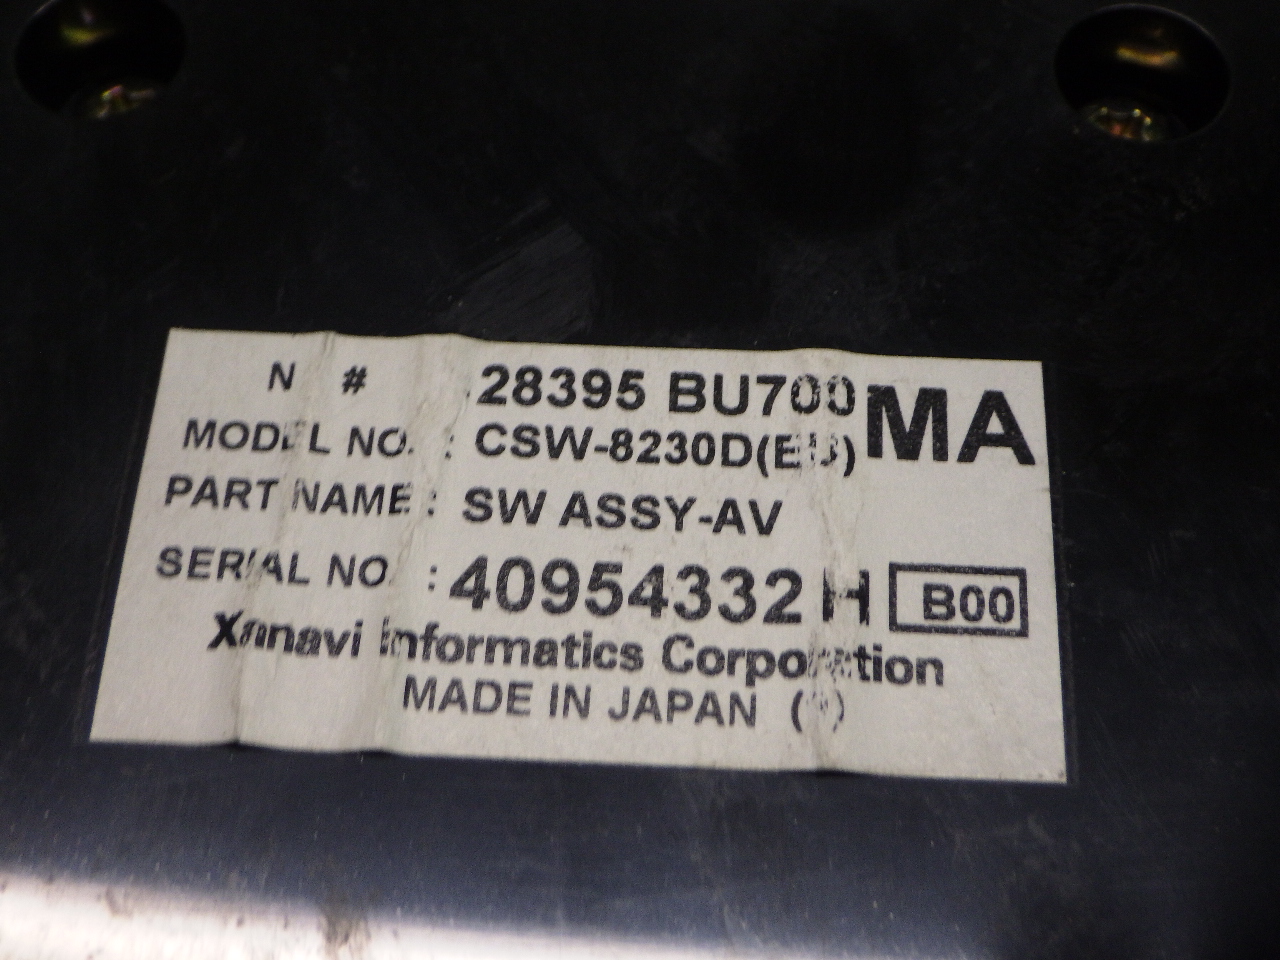 N # 28395 BU700 MA
MODEL NO. : CSW-8230D(EU)
PART NAME : SW ASSY-AV
SERIAL NO. : 40954332 H B00
Xanavi Informatics Corporation
MADE IN JAPAN